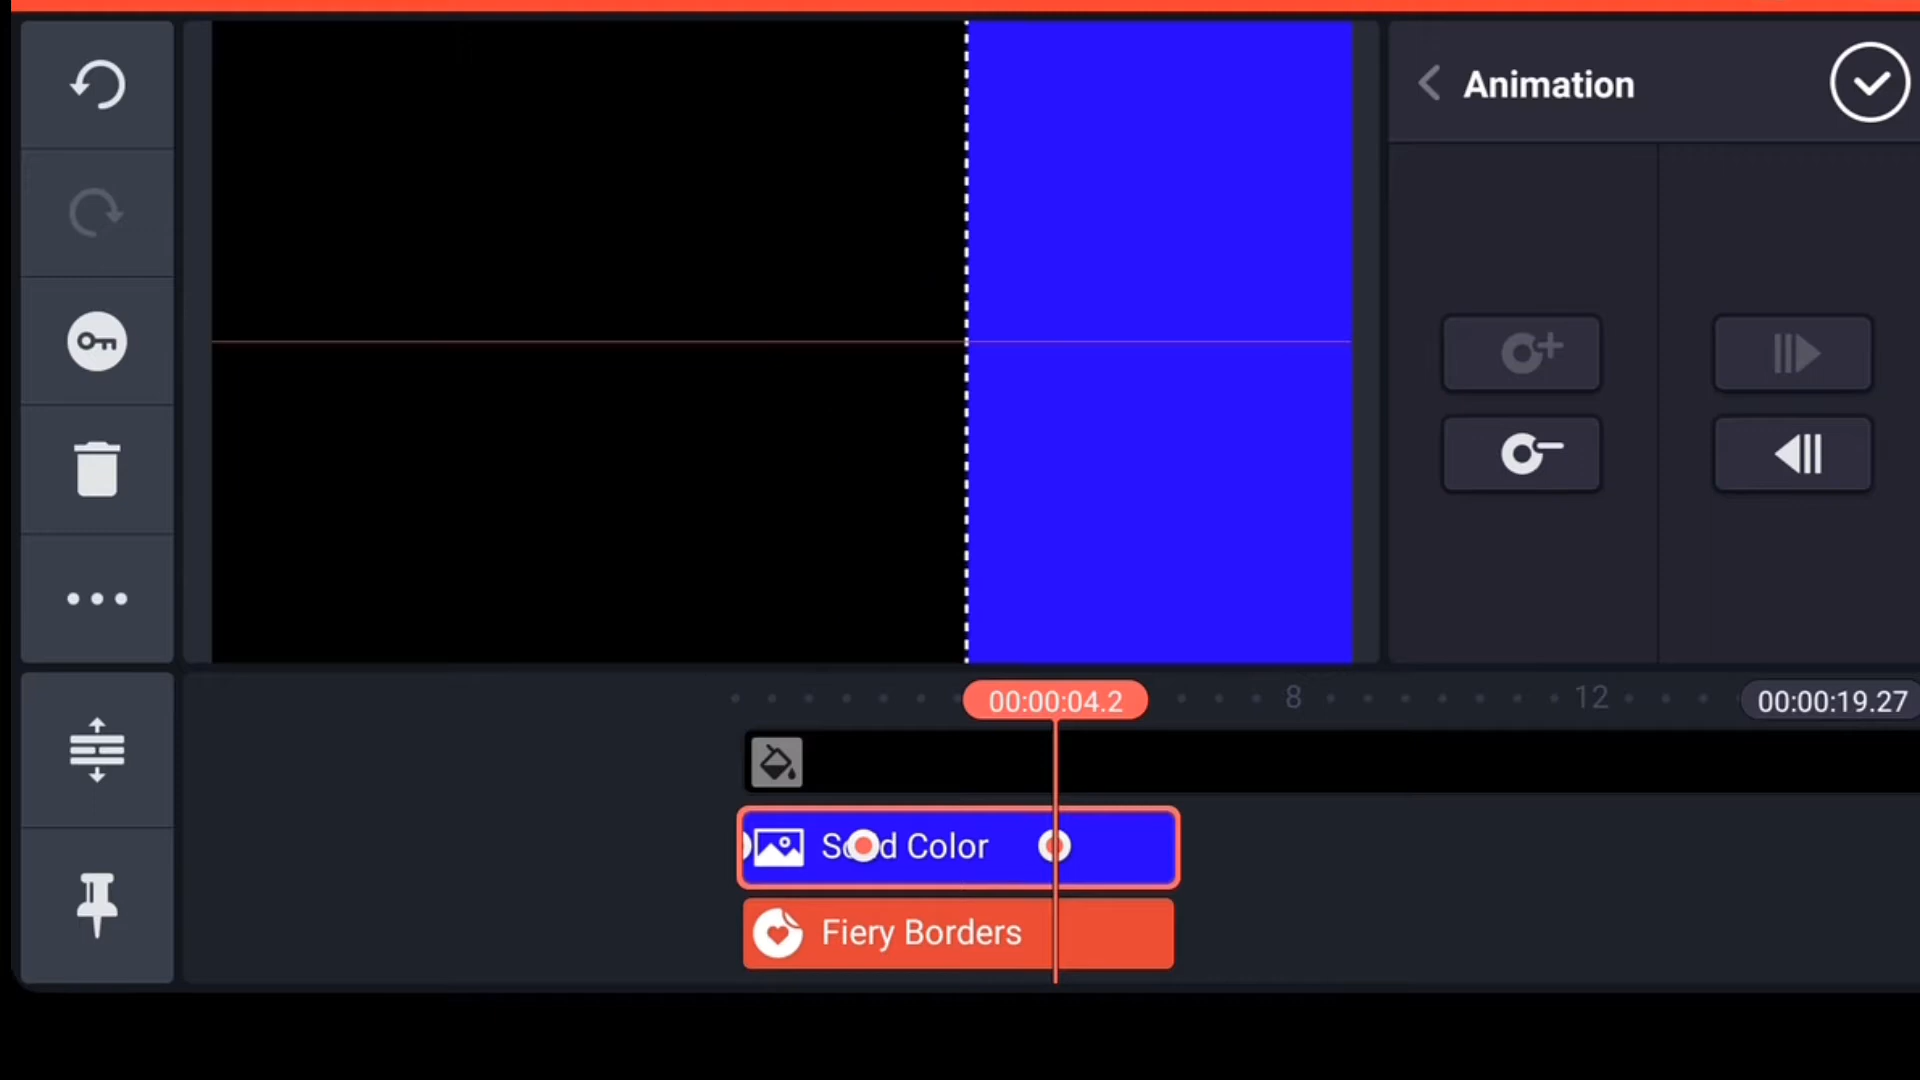 Animation
00:00:04.2
8
12
00:00:19.27
Color
Fiery Borders